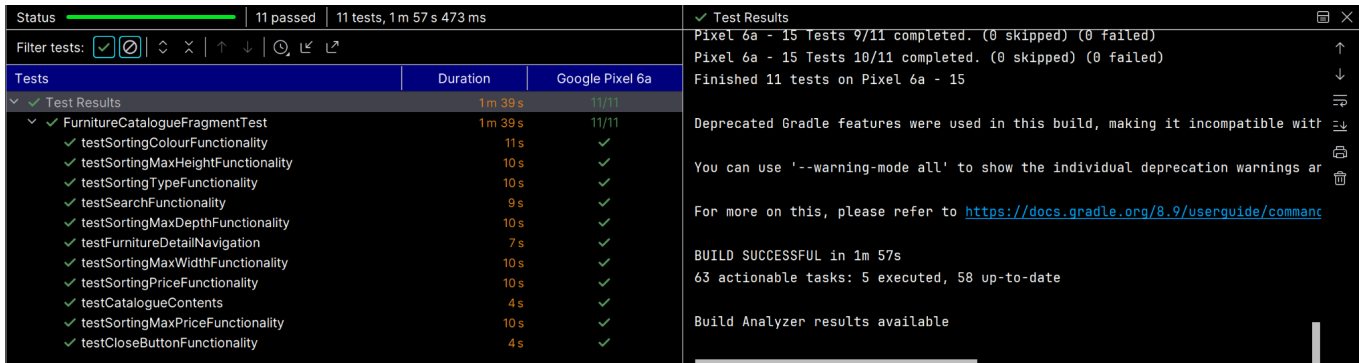 Status 11 passed 11 tests, 1 m 57 s 473 ms
Filter tests:
Tests Duration Google Pixel 6a
Test Results 1 m 39 s 11/11
FurnitureCatalogueFragmentTest 1 m 39 s 11/11
testSortingColourFunctionality 11 s
testSortingMaxHeightFunctionality 10 s
testSortingTypeFunctionality 10 s
testSearchFunctionality 9 s
testSortingMaxDepthFunctionality 10 s
testFurnitureDetailNavigation 7 s
testSortingMaxWidthFunctionality 10 s
testSortingPriceFunctionality 10 s
testCatalogueContents 4 s
testSortingMaxPriceFunctionality 10 s
testCloseButtonFunctionality 4 s
Test Results
Pixel 6a - 15 Tests 9/11 completed. (0 skipped) (0 failed)
Pixel 6a - 15 Tests 10/11 completed. (0 skipped) (0 failed)
Finished 11 tests on Pixel 6a - 15
Deprecated Gradle features were used in this build, making it incompatible with
You can use '--warning-mode all' to show the individual deprecation warnings an
For more on this, please refer to https://docs.gradle.org/8.9/userguide/command
BUILD SUCCESSFUL in 1m 57s
63 actionable tasks: 5 executed, 58 up-to-date
Build Analyzer results available